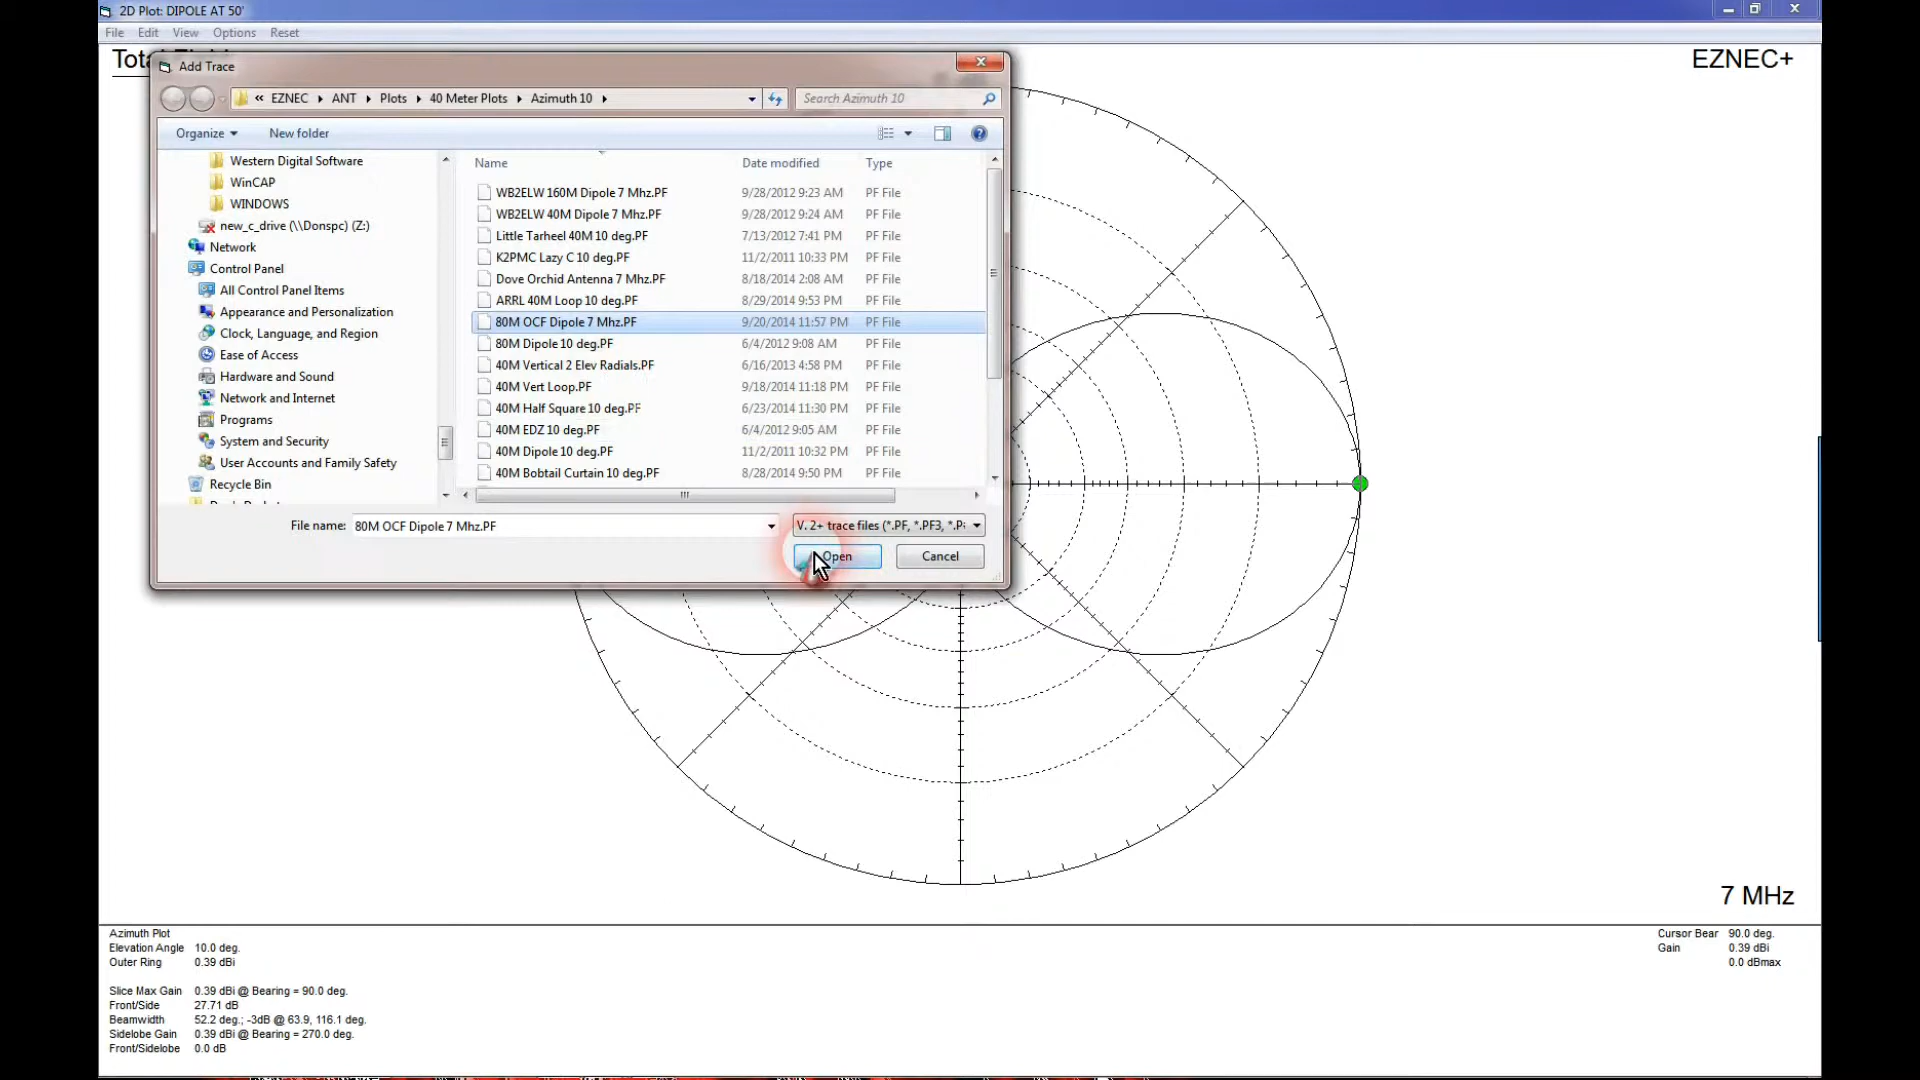 2D Plot: DIPOLE AT 50'
File Edit View Options Reset
EZNEC+
Add Trace
« EZNEC ▸ ANT ▸ Plots ▸ 40 Meter Plots ▸ Azimuth 10 ▸
Search Azimuth 10
Organize New folder
Western Digital Software
WinCAP
WINDOWS
new_c_drive (\\Donspc) (Z:)
Network
Control Panel
All Control Panel Items
Appearance and Personalization
Clock, Language, and Region
Ease of Access
Hardware and Sound
Network and Internet
Programs
System and Security
User Accounts and Family Safety
Recycle Bin
Name Date modified Type
WB2ELW 160M Dipole 7 Mhz.PF 9/28/2012 9:23 AM PF File
WB2ELW 40M Dipole 7 Mhz.PF 9/28/2012 9:24 AM PF File
Little Tarheel 40M 10 deg.PF 7/13/2012 7:41 PM PF File
K2PMC Lazy C 10 deg.PF 11/2/2011 10:33 PM PF File
Dove Orchid Antenna 7 Mhz.PF 8/18/2014 2:08 AM PF File
ARRL 40M Loop 10 deg.PF 8/29/2014 9:53 PM PF File
80M OCF Dipole 7 Mhz.PF 9/20/2014 11:57 PM PF File
80M Dipole 10 deg.PF 6/4/2012 9:08 AM PF File
40M Vertical 2 Elev Radials.PF 6/16/2013 4:58 PM PF File
40M Vert Loop.PF 9/18/2014 11:18 PM PF File
40M Half Square 10 deg.PF 6/23/2014 11:30 PM PF File
40M EDZ 10 deg.PF 6/4/2012 9:05 AM PF File
40M Dipole 10 deg.PF 11/2/2011 10:32 PM PF File
40M Bobtail Curtain 10 deg.PF 8/28/2014 9:50 PM PF File
File name: 80M OCF Dipole 7 Mhz.PF
V. 2+ trace files (*.PF, *.PF3, *.P
Open Cancel
7 MHz
Azimuth Plot
Elevation Angle 10.0 deg.
Outer Ring 0.39 dBi
Slice Max Gain 0.39 dBi @ Bearing = 90.0 deg.
Front/Side 27.71 dB
Beamwidth 52.2 deg.; -3dB @ 63.9, 116.1 deg.
Sidelobe Gain 0.39 dBi @ Bearing = 270.0 deg.
Front/Sidelobe 0.0 dB
Cursor Bear 90.0 deg.
Gain 0.39 dBi
0.0 dBmax